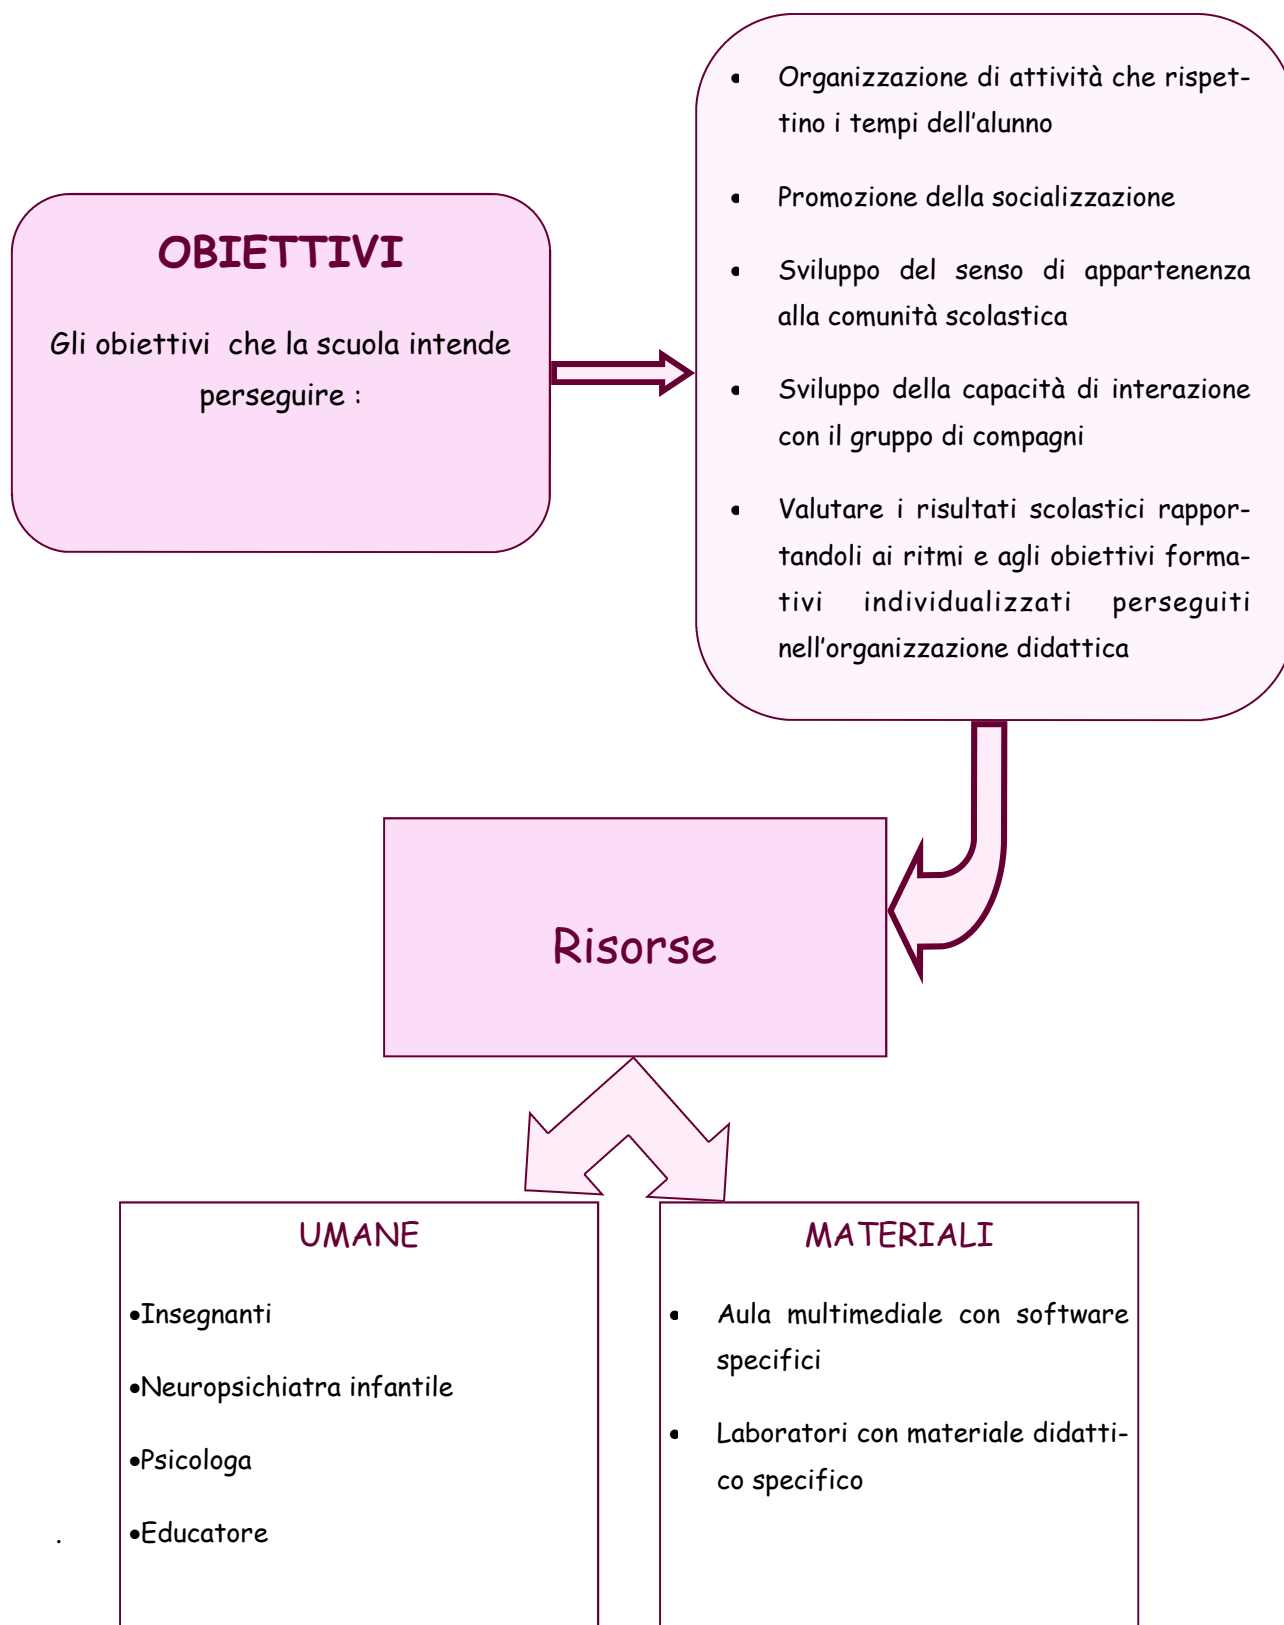 OBIETTIVI
Gli obiettivi che la scuola intende
perseguire :
• Organizzazione di attività che rispet-
tino i tempi dell'alunno
• Promozione della socializzazione
• Sviluppo del senso di appartenenza
alla comunità scolastica
• Sviluppo della capacità di interazione
con il gruppo di compagni
• Valutare i risultati scolastici rappor-
tandoli ai ritmi e agli obiettivi forma-
tivi individualizzati perseguiti
nell'organizzazione didattica
Risorse
UMANE
•Insegnanti
•Neuropsichiatra infantile
•Psicologa
•Educatore
.
MATERIALI
• Aula multimediale con software
specifici
• Laboratori con materiale didatti-
co specifico